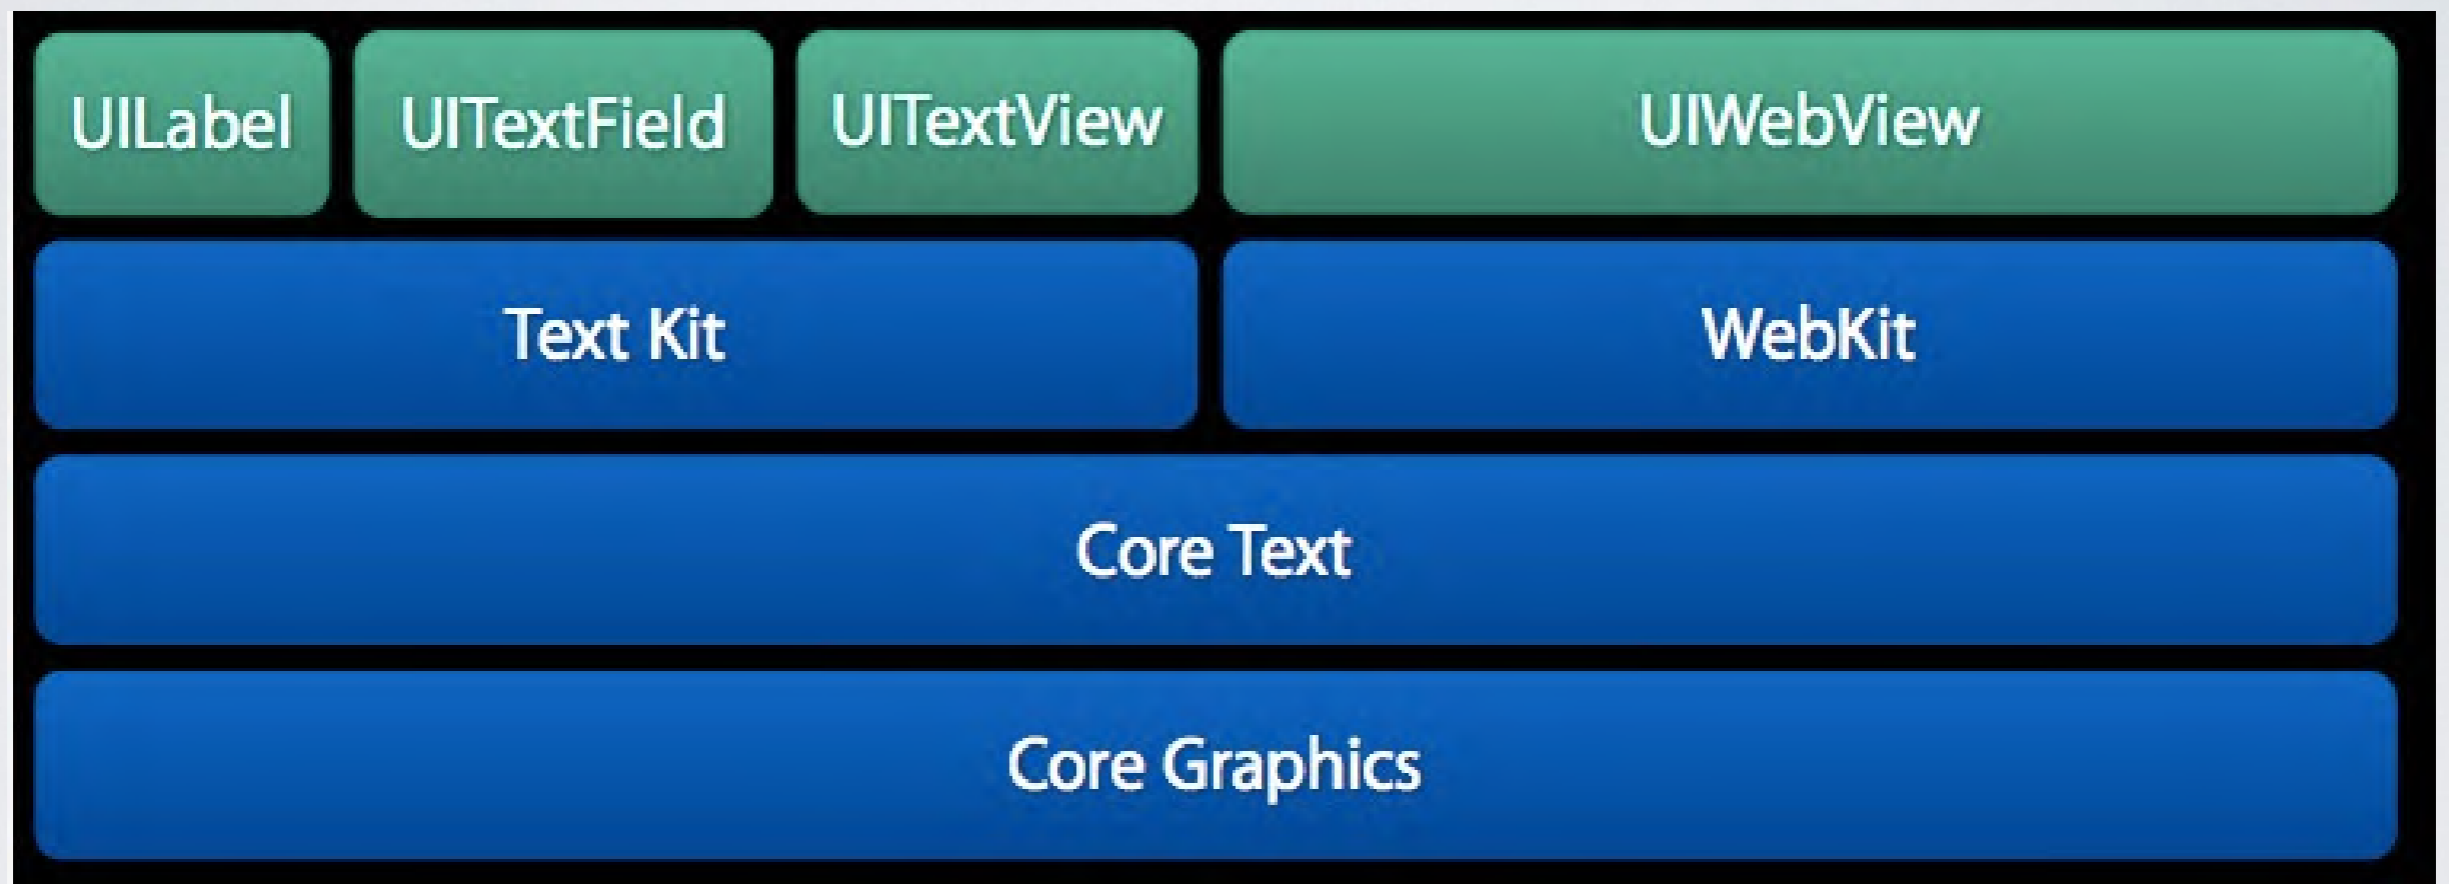 UILabel
UITextField
UITextView
UIWebView
Text Kit
WebKit
Core Text
Core Graphics